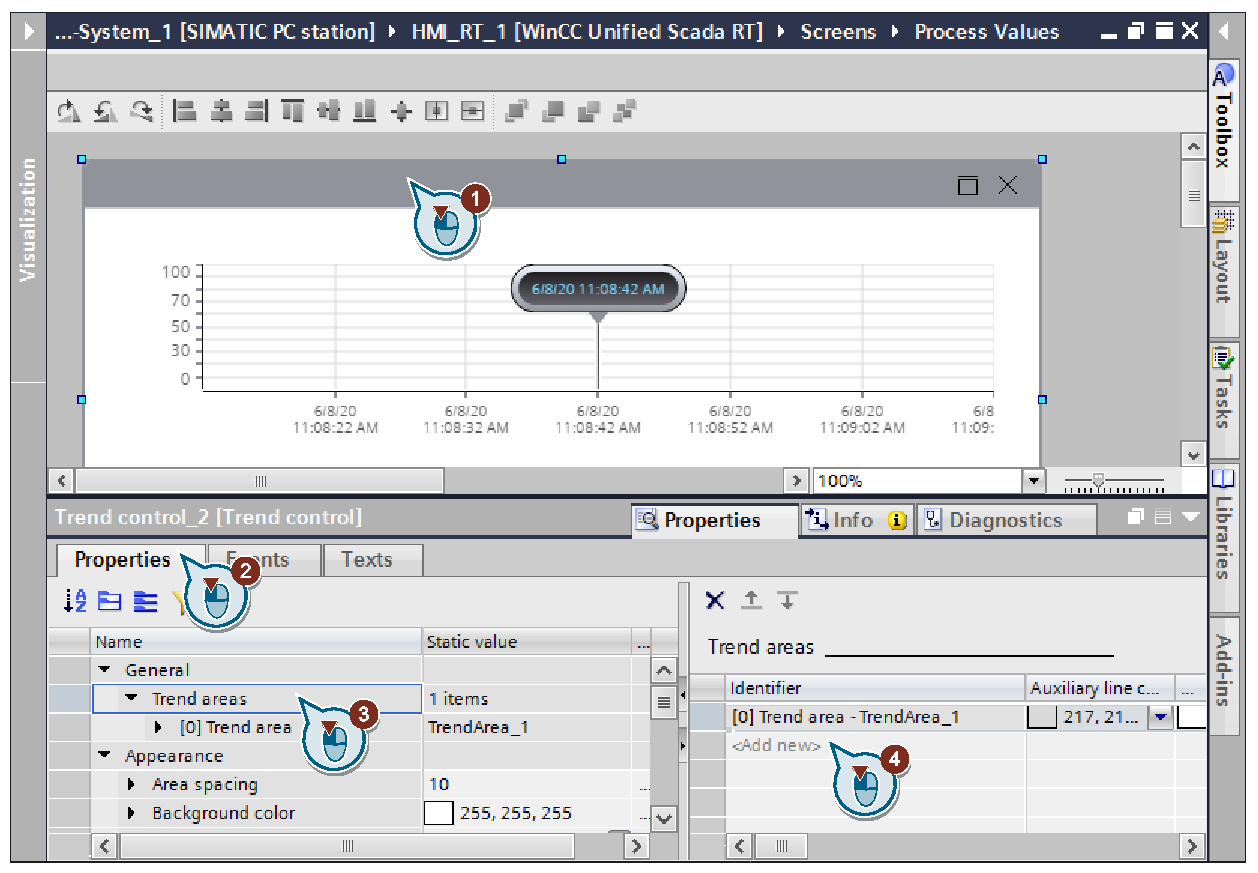 ...-System_1 [SIMATIC PC station] HMI_RT_1 [WinCC Unified Scada RT] Screens Process Values
Visualization
1
100
70
50
30
0
6/8/20 11:08:42 AM
6/8/20
11:08:22 AM
6/8/20
11:08:32 AM
6/8/20
11:08:42 AM
6/8/20
11:08:52 AM
6/8/20
11:09:02 AM
6/8
11:09:
100%
Toolbox
Layout
Tasks
Libraries
Add-ins
Trend control_2 [Trend control]
Properties
Info
Diagnostics
Properties
Events
Texts
2
Name
Static value
...
General
Trend areas
1 items
[0] Trend area
TrendArea_1
3
Appearance
Area spacing
10
...
Background color
255, 255, 255
...
Trend areas
Identifier
Auxiliary line c...
...
[0] Trend area - TrendArea_1
217, 21...
<Add new>
4